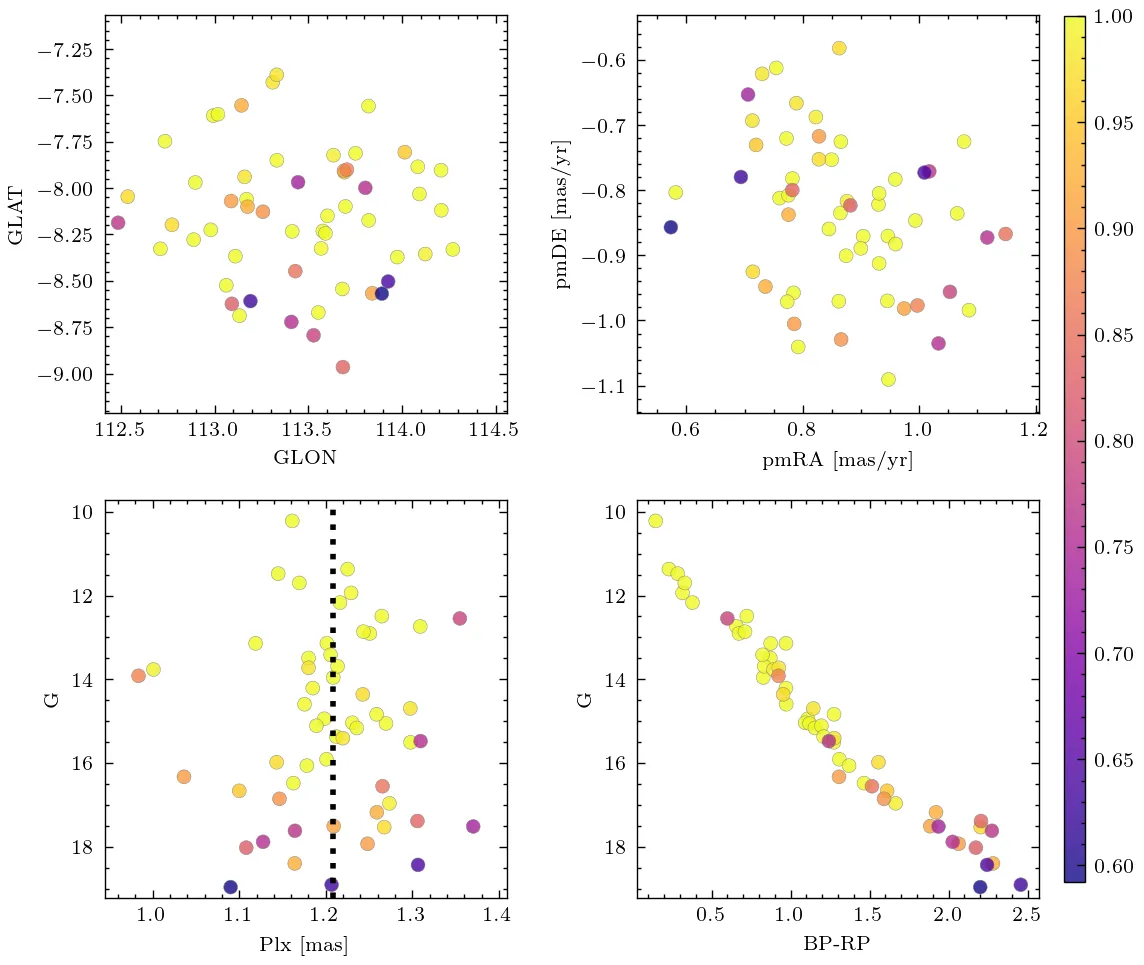 −7.25
−7.50
−7.75
−8.00
−8.25
−8.50
−8.75
−9.00
GLAT
112.5 113.0 113.5 114.0 114.5
GLON
−0.6
−0.7
−0.8
−0.9
−1.0
−1.1
pmDE [mas/yr]
0.6 0.8 1.0 1.2
pmRA [mas/yr]
10
12
14
16
18
G
1.0 1.1 1.2 1.3 1.4
Plx [mas]
10
12
14
16
18
G
0.5 1.0 1.5 2.0 2.5
BP-RP
1.00
0.95
0.90
0.85
0.80
0.75
0.70
0.65
0.60